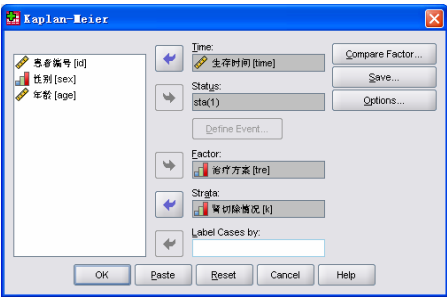 Kaplan-Meier
患者编号 [id]
性别 [sex]
年龄 [age]
Time:
生存时间 [time]
Status:
sta(1)
Define Event...
Factor:
治疗方案 [tre]
Strata:
肾切除情况 [k]
Label Cases by:
Compare Factor...
Save...
Options...
OK
Paste
Reset
Cancel
Help